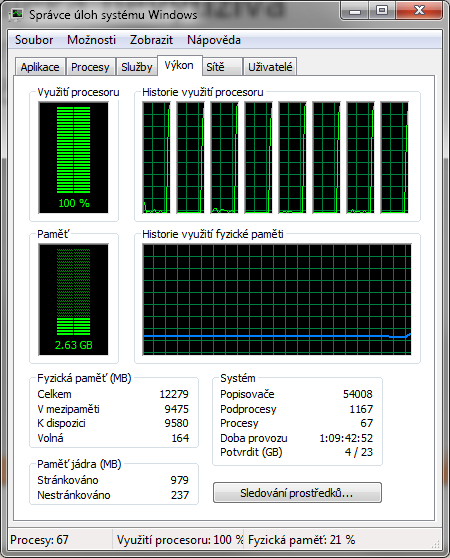 Správce úloh systému Windows
Soubor Možnosti Zobrazit Nápověda
Aplikace Procesy Služby Výkon Sítě Uživatelé
Využití procesoru Historie využití procesoru
100 %
Paměť Historie využití fyzické paměti
2.63 GB
Fyzická paměť (MB) Systém
Celkem 12279 Popisovače 54008
V mezipaměti 9475 Podprocesy 1167
K dispozici 9580 Procesy 67
Volná 164 Doba provozu 1:09:42:52
Potvrdit (GB) 4 / 23
Paměť jádra (MB)
Stránkováno 979
Nestránkováno 237
Sledování prostředků...
Procesy: 67 Využití procesoru: 100 % Fyzická paměť: 21 %